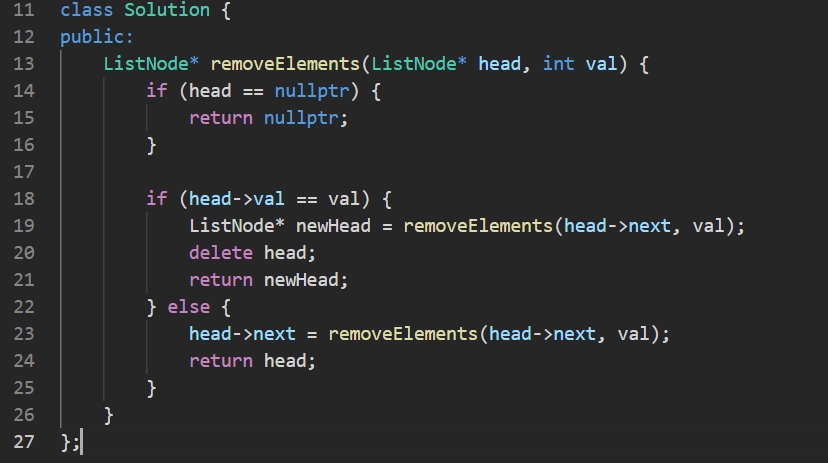 11 class Solution {
12 public:
13     ListNode* removeElements(ListNode* head, int val) {
14         if (head == nullptr) {
15             return nullptr;
16         }
17
18         if (head->val == val) {
19             ListNode* newHead = removeElements(head->next, val);
20             delete head;
21             return newHead;
22         } else {
23             head->next = removeElements(head->next, val);
24             return head;
25         }
26     }
27 };